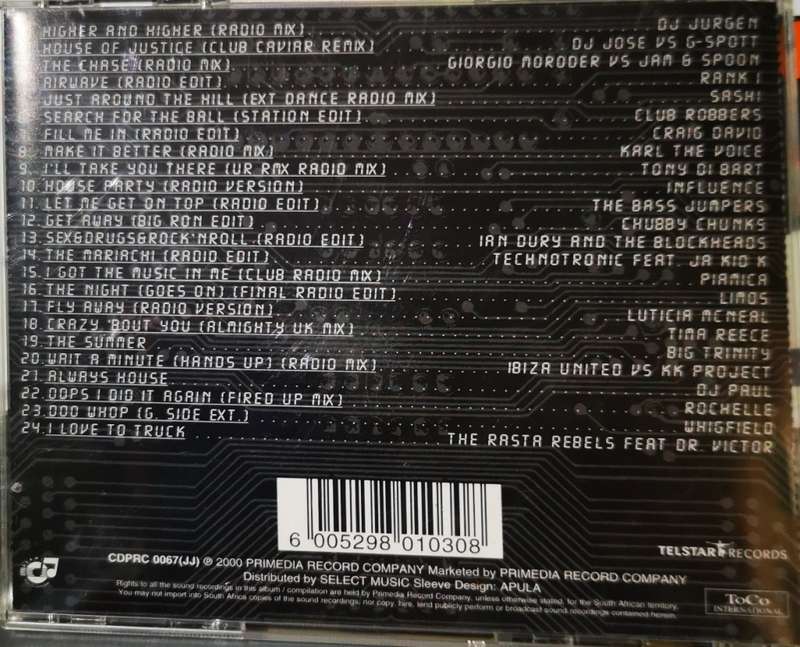 HIGHER AND HIGHER (RADIO MIX) DJ JURGEN
HOUSE OF JUSTICE (CLUB CAVIAR REMIX) DJ JOSE VS G-SPOTT
THE CHASE (RADIO MIX) GIORGIO MORODER VS JAM & SPOON
AIRWAVE (RADIO EDIT) RANK 1
JUST AROUND THE HILL (EXT DANCE RADIO MIX) SASH!
SEARCH FOR THE BALL (STATION EDIT) CLUB ROBBERS
7. FILL ME IN (RADIO EDIT) CRAIG DAVID
8. MAKE IT BETTER (RADIO MIX) KARL THE VOICE
9. I'LL TAKE YOU THERE (UR RMX RADIO MIX) TONY DI BART
10. HOUSE PARTY (RADIO VERSION) INFLUENCE
11. LET ME GET ON TOP (RADIO EDIT) THE BASS JUMPERS
12. GET AWAY (BIG RON EDIT) CHUBBY CHUNKS
13. SEX&DRUGS&ROCK'NROLL (RADIO EDIT) IAN DURY AND THE BLOCKHEADS
14. THE MARIACHI (RADIO EDIT) TECHNOTRONIC FEAT. JA KID K
15. I GOT THE MUSIC IN ME (CLUB RADIO MIX) PIAMICA
16. THE NIGHT (GOES ON) (FINAL RADIO EDIT) LIMOS
17. FLY AWAY (RADIO VERSION) LUTICIA MCNEAL
18. CRAZY 'BOUT YOU (ALMIGHTY UK MIX) TIMA REECE
19. THE SUMMER BIG TRINITY
20. WAIT A MINUTE (HANDS UP) (RADIO MIX) IBIZA UNITED VS KK PROJECT
21. ALWAYS HOUSE DJ PAUL
22. OOPS I DID IT AGAIN (FIRED UP MIX) ROCHELLE
23. DOO WHOP (G. SIDE EXT.) WHIGFIELD
24. I LOVE TO TRUCK THE RASTA REBELS FEAT DR. VICTOR
6 005298 010308
TELSTAR RECORDS
CDPRC 0067(JJ) ℗ 2000 PRIMEDIA RECORD COMPANY Marketed by PRIMEDIA RECORD COMPANY
Distributed by SELECT MUSIC Sleeve Design: APULA
Rights to all the sound recordings in this album / compilation are held by Primedia Record Company, unless otherwise stated, for the South African territory.
You may not import into South Africa copies of the sound recordings, nor copy, hire, lend publicly perform or broadcast sound recordings contained herein.
ToCo
INTERNATIONAL